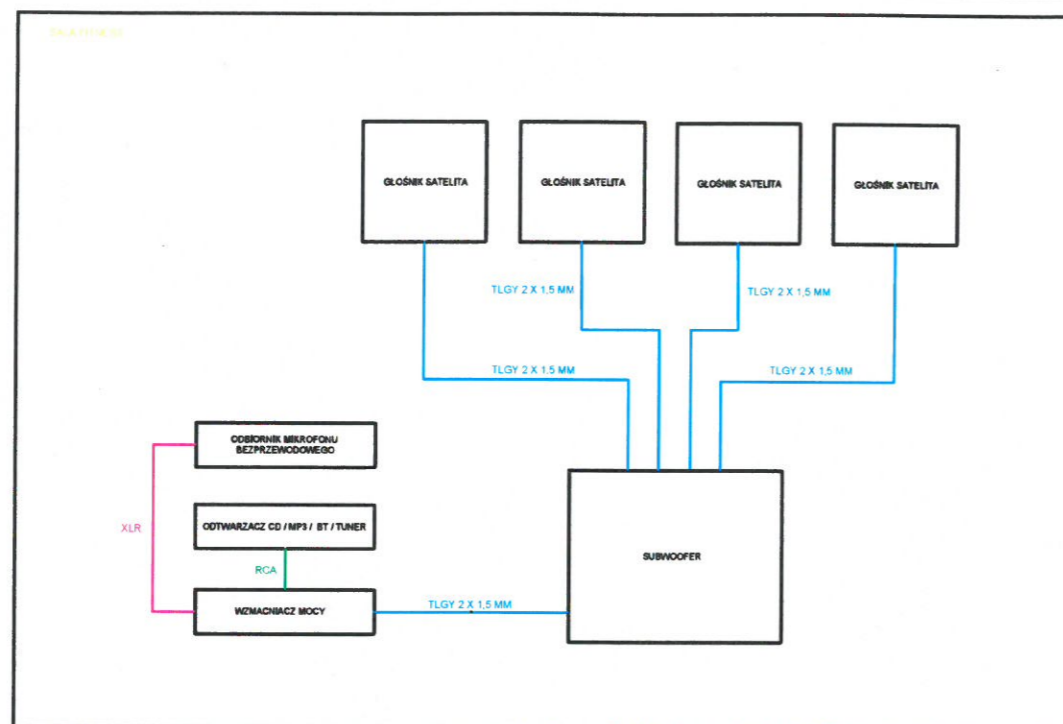 GŁOŚNIK SATELITA
GŁOŚNIK SATELITA
GŁOŚNIK SATELITA
GŁOŚNIK SATELITA
TLGY 2 X 1,5 MM
TLGY 2 X 1,5 MM
TLGY 2 X 1,5 MM
TLGY 2 X 1,5 MM
ODBIORNIK MIKROFONU
BEZPRZEWODOWEGO
XLR
ODTWARZACZ CD / MP3 / BT / TUNER
SUBWOOFER
RCA
WZMACNIACZ MOCY
TLGY 2 X 1,5 MM